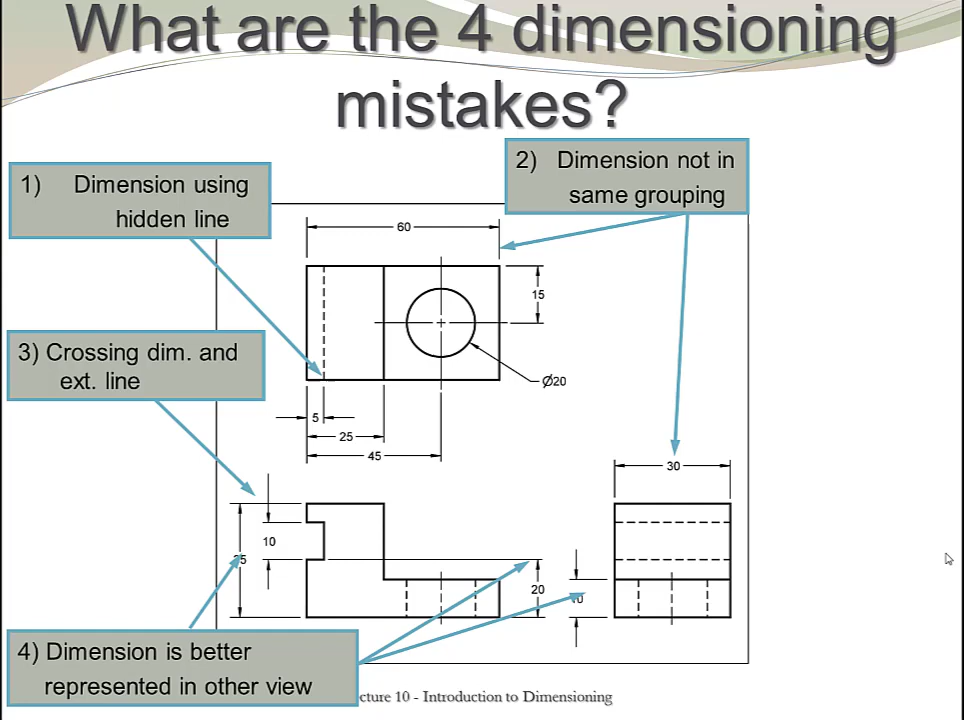 What are the 4 dimensioning
mistakes?
1) Dimension using
hidden line
2) Dimension not in
same grouping
60
15
Ø20
3) Crossing dim. and
ext. line
5
25
45
30
10
20
4) Dimension is better
represented in other view
cture 10 - Introduction to Dimensioning